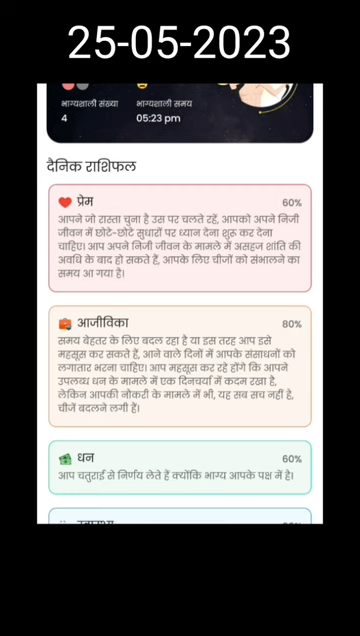 25-05-2023
भाग्यशाली संख्या
भाग्यशाली समय
4
05:23 pm
दैनिक राशिफल
प्रेम
60%
आपने जो रास्ता चुना है उस पर चलते रहें, आपको अपने निजी
जीवन में छोटे-छोटे सुधारों पर ध्यान देना शुरू कर देना
चाहिए। आप अपने निजी जीवन के मामले में असहज शांति की
अवधि के बाद हो सकते हैं, आपके लिए चीजों को संभालने का
समय आ गया है।
आजीविका
80%
समय बेहतर के लिए बदल रहा है या इस तरह आप इसे
महसूस कर सकते हैं, आने वाले दिनों में आपके संसाधनों को
लगातार भरना चाहिए। आप महसूस कर रहे होंगे कि आपने
उपलब्ध धन के मामले में एक दिनचर्या में कदम रखा है,
लेकिन आपकी नौकरी के मामले में भी, यह सब सच नहीं है,
चीजें बदलने लगी हैं।
धन
60%
आप चतुराई से निर्णय लेते हैं क्योंकि भाग्य आपके पक्ष में है।